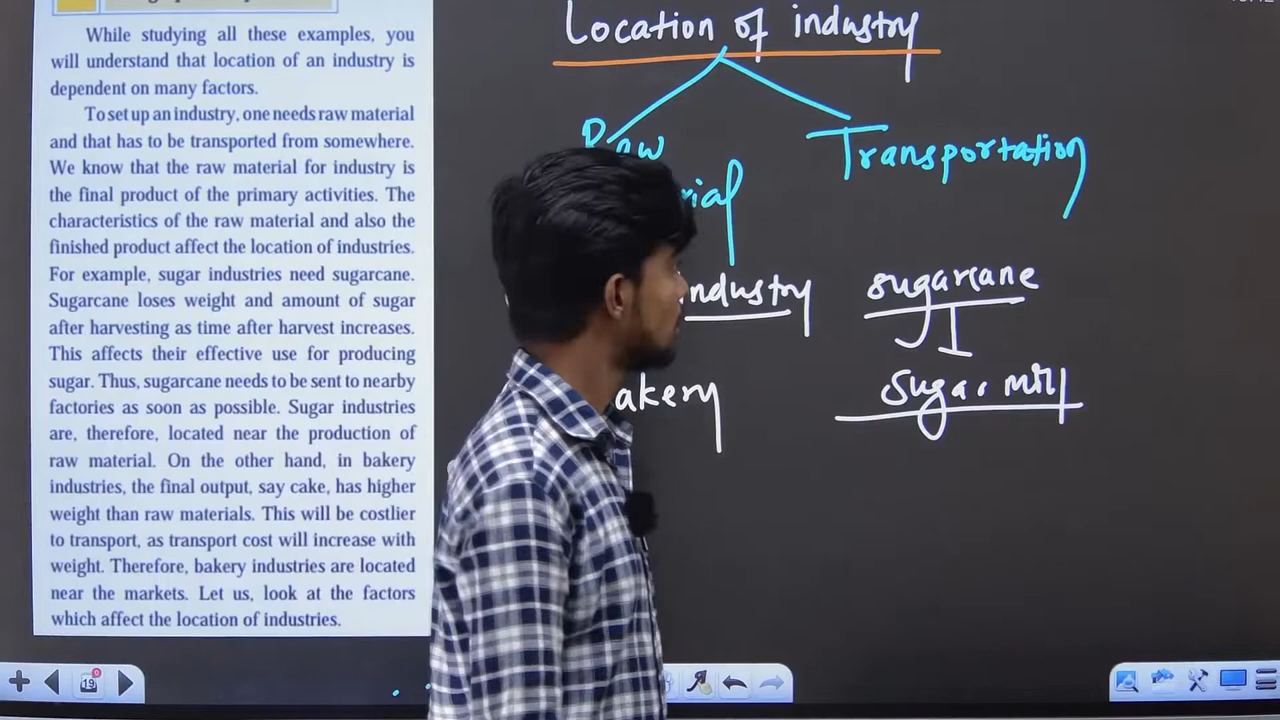 While studying all these examples, you
will understand that location of an industry is
dependent on many factors.
To set up an industry, one needs raw material
and that has to be transported from somewhere.
We know that the raw material for industry is
the final product of the primary activities. The
characteristics of the raw material and also the
finished product affect the location of industries.
For example, sugar industries need sugarcane.
Sugarcane loses weight and amount of sugar
after harvesting as time after harvest increases.
This affects their effective use for producing
sugar. Thus, sugarcane needs to be sent to nearby
factories as soon as possible. Sugar industries
are, therefore, located near the production of
raw material. On the other hand, in bakery
industries, the final output, say cake, has higher
weight than raw materials. This will be costlier
to transport, as transport cost will increase with
weight. Therefore, bakery industries are located
near the markets. Let us, look at the factors
which affect the location of industries.
Location of industry
Raw
rial
Transportation
ndustry
sugarcane
akery
Sugar mill
19